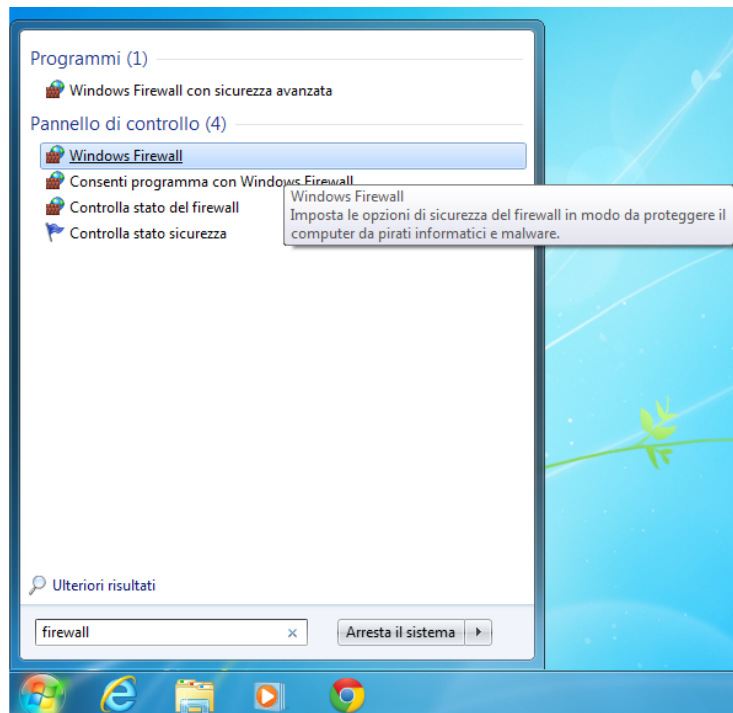 Programmi (1)
Windows Firewall con sicurezza avanzata
Pannello di controllo (4)
Windows Firewall
Consenti programma con Windows Firewall
Controlla stato del firewall
Controlla stato sicurezza
Windows Firewall
Imposta le opzioni di sicurezza del firewall in modo da proteggere il
computer da pirati informatici e malware.
Ulteriori risultati
firewall
Arresta il sistema